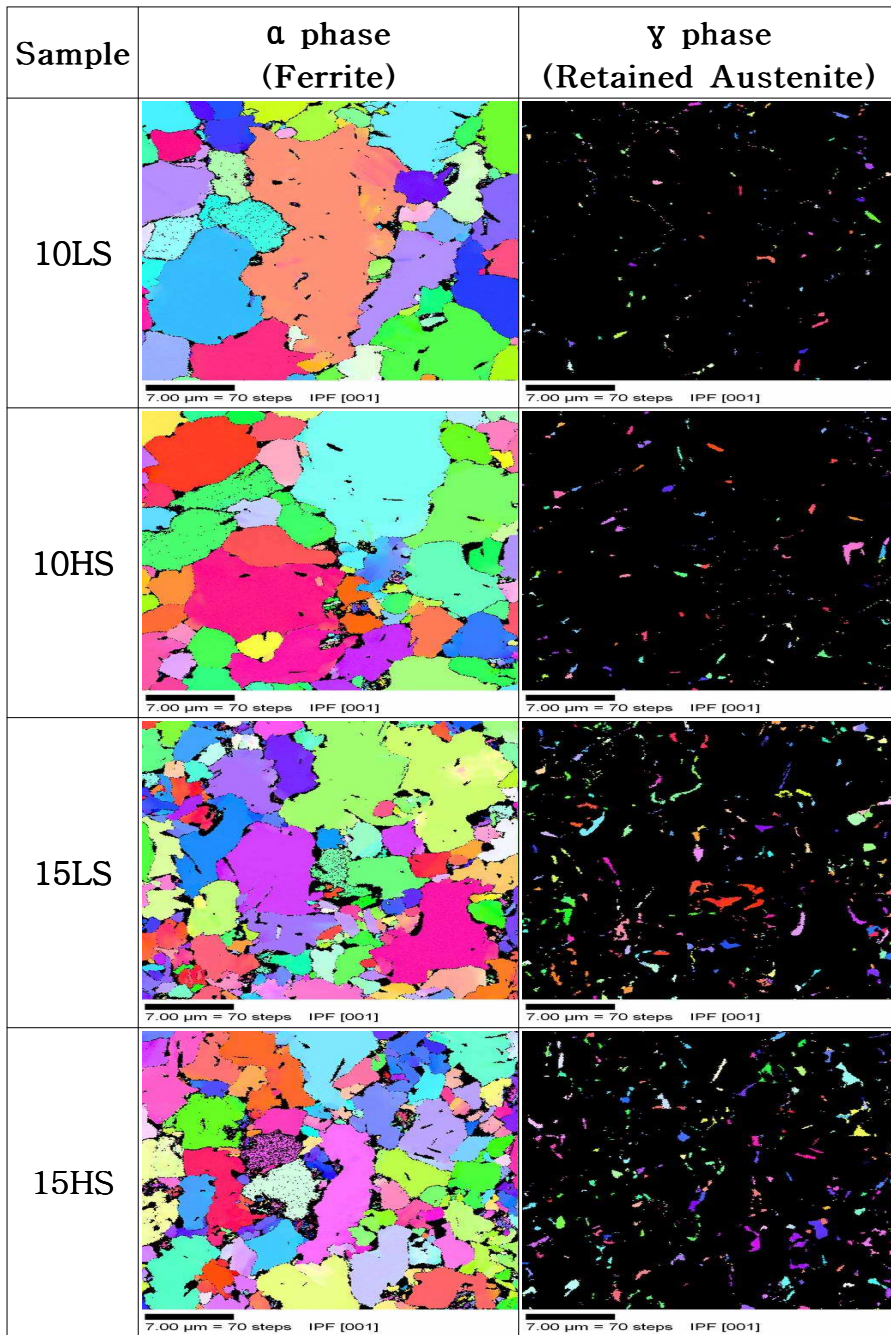 Sample
α phase
(Ferrite)
ɣ phase
(Retained Austenite)
10LS
7.00 µm = 70 steps   IPF [001]
7.00 µm = 70 steps   IPF [001]
10HS
7.00 µm = 70 steps   IPF [001]
7.00 µm = 70 steps   IPF [001]
15LS
7.00 µm = 70 steps   IPF [001]
7.00 µm = 70 steps   IPF [001]
15HS
7.00 µm = 70 steps   IPF [001]
7.00 µm = 70 steps   IPF [001]